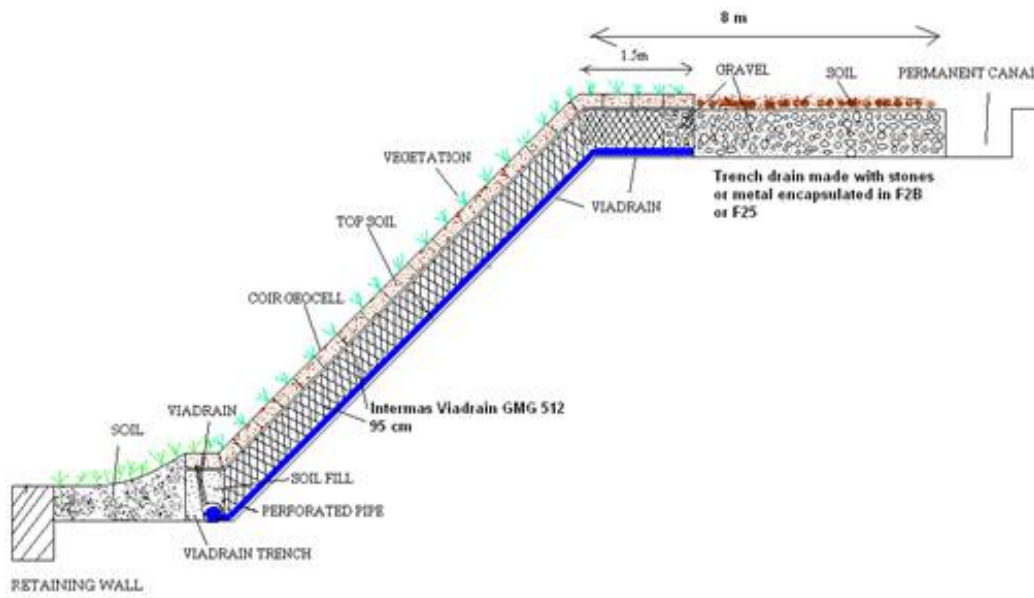 8 m
1.5m
GRAVEL
SOIL
PERMANENT CANAL
VEGETATION
VIADRAIN
Trench drain made with stones
or metal encapsulated in F2B
or F25
TOP SOIL
COIR GEOCELL
Intermas Viadrain GMG 512
95 cm
VIADRAIN
SOIL
SOIL FILL
PERFORATED PIPE
VIADRAIN TRENCH
RETAINING WALL